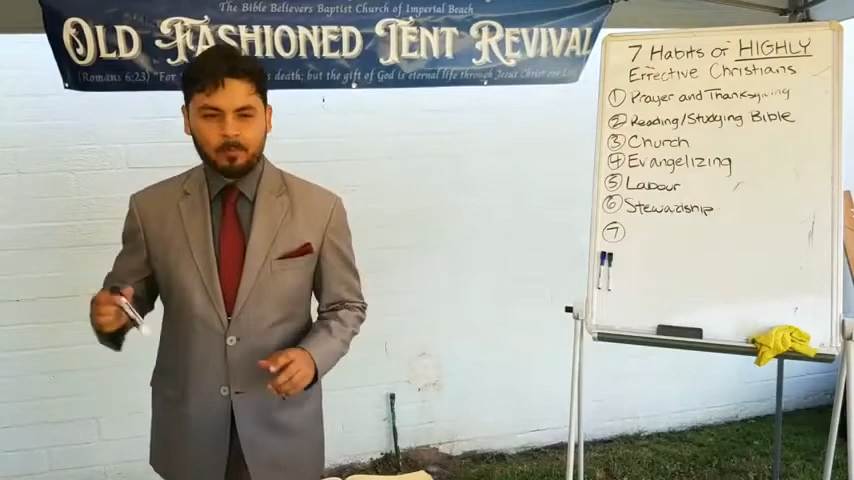 The Bible Believers Baptist Church of Imperial Beach
Old Fashioned Tent Revival
(Romans 6:23)
death; but the gift of God is eternal life through Jesus Christ our Lord.
7 Habits of HIGHLY
Effective Christians
1 Prayer and Thanksgiving
2 Reading/Studying Bible
3 Church
4 Evangelizing
5 Labour
6 Stewardship
7